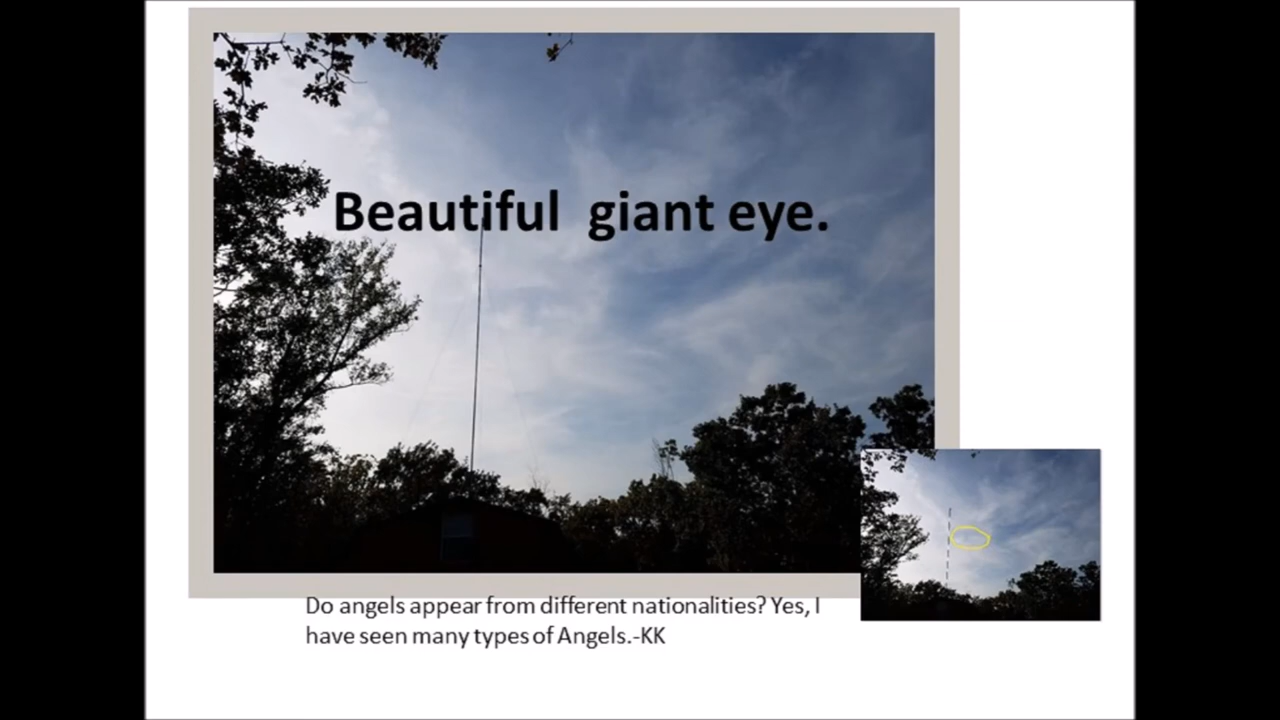 Beautiful  giant eye.
Do angels appear from different nationalities? Yes, I
have seen many types of Angels.-KK